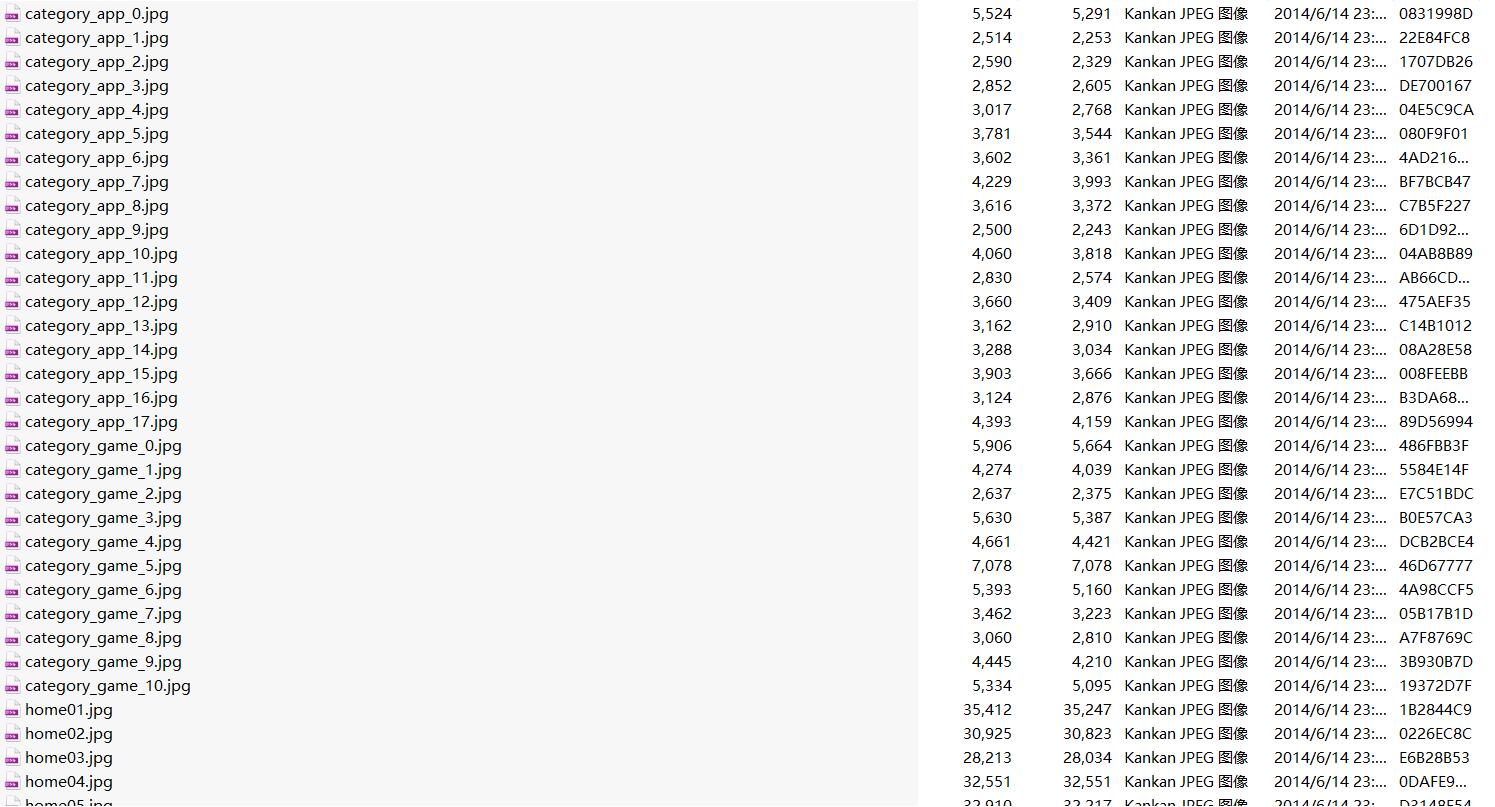 category_app_0.jpg 5,524 5,291 Kankan JPEG 图像 2014/6/14 23:... 0831998D
category_app_1.jpg 2,514 2,253 Kankan JPEG 图像 2014/6/14 23:... 22E84FC8
category_app_2.jpg 2,590 2,329 Kankan JPEG 图像 2014/6/14 23:... 1707DB26
category_app_3.jpg 2,852 2,605 Kankan JPEG 图像 2014/6/14 23:... DE700167
category_app_4.jpg 3,017 2,768 Kankan JPEG 图像 2014/6/14 23:... 04E5C9CA
category_app_5.jpg 3,781 3,544 Kankan JPEG 图像 2014/6/14 23:... 080F9F01
category_app_6.jpg 3,602 3,361 Kankan JPEG 图像 2014/6/14 23:... 4AD216...
category_app_7.jpg 4,229 3,993 Kankan JPEG 图像 2014/6/14 23:... BF7BCB47
category_app_8.jpg 3,616 3,372 Kankan JPEG 图像 2014/6/14 23:... C7B5F227
category_app_9.jpg 2,500 2,243 Kankan JPEG 图像 2014/6/14 23:... 6D1D92...
category_app_10.jpg 4,060 3,818 Kankan JPEG 图像 2014/6/14 23:... 04AB8B89
category_app_11.jpg 2,830 2,574 Kankan JPEG 图像 2014/6/14 23:... AB66CD...
category_app_12.jpg 3,660 3,409 Kankan JPEG 图像 2014/6/14 23:... 475AEF35
category_app_13.jpg 3,162 2,910 Kankan JPEG 图像 2014/6/14 23:... C14B1012
category_app_14.jpg 3,288 3,034 Kankan JPEG 图像 2014/6/14 23:... 08A28E58
category_app_15.jpg 3,903 3,666 Kankan JPEG 图像 2014/6/14 23:... 008FEEBB
category_app_16.jpg 3,124 2,876 Kankan JPEG 图像 2014/6/14 23:... B3DA68...
category_app_17.jpg 4,393 4,159 Kankan JPEG 图像 2014/6/14 23:... 89D56994
category_game_0.jpg 5,906 5,664 Kankan JPEG 图像 2014/6/14 23:... 486FBB3F
category_game_1.jpg 4,274 4,039 Kankan JPEG 图像 2014/6/14 23:... 5584E14F
category_game_2.jpg 2,637 2,375 Kankan JPEG 图像 2014/6/14 23:... E7C51BDC
category_game_3.jpg 5,630 5,387 Kankan JPEG 图像 2014/6/14 23:... B0E57CA3
category_game_4.jpg 4,661 4,421 Kankan JPEG 图像 2014/6/14 23:... DCB2BCE4
category_game_5.jpg 7,078 7,078 Kankan JPEG 图像 2014/6/14 23:... 46D67777
category_game_6.jpg 5,393 5,160 Kankan JPEG 图像 2014/6/14 23:... 4A98CCF5
category_game_7.jpg 3,462 3,223 Kankan JPEG 图像 2014/6/14 23:... 05B17B1D
category_game_8.jpg 3,060 2,810 Kankan JPEG 图像 2014/6/14 23:... A7F8769C
category_game_9.jpg 4,445 4,210 Kankan JPEG 图像 2014/6/14 23:... 3B930B7D
category_game_10.jpg 5,334 5,095 Kankan JPEG 图像 2014/6/14 23:... 19372D7F
home01.jpg 35,412 35,247 Kankan JPEG 图像 2014/6/14 23:... 1B2844C9
home02.jpg 30,925 30,823 Kankan JPEG 图像 2014/6/14 23:... 0226EC8C
home03.jpg 28,213 28,034 Kankan JPEG 图像 2014/6/14 23:... E6B28B53
home04.jpg 32,551 32,551 Kankan JPEG 图像 2014/6/14 23:... 0DAFE9...
home05.jpg 32,910 32,217 Kankan JPEG 图像 2014/6/14 23:...